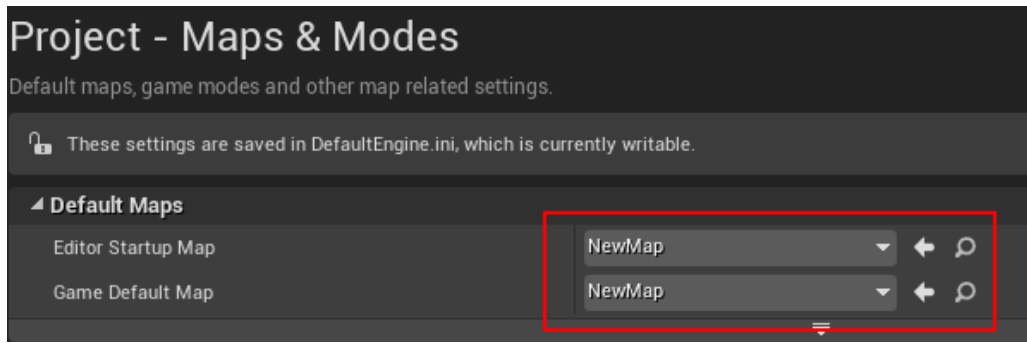 Project - Maps & Modes
Default maps, game modes and other map related settings.
These settings are saved in DefaultEngine.ini, which is currently writable.
Default Maps
Editor Startup Map NewMap
Game Default Map NewMap